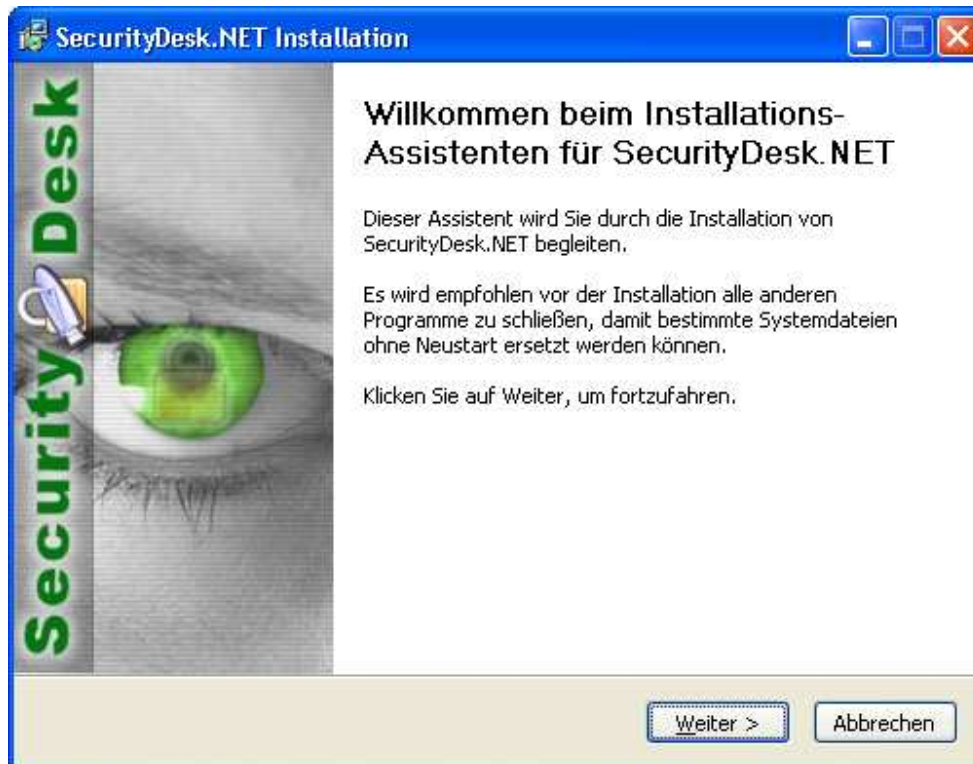 SecurityDesk.NET Installation
Security Desk
Willkommen beim Installations-
Assistenten für SecurityDesk.NET
Dieser Assistent wird Sie durch die Installation von
SecurityDesk.NET begleiten.
Es wird empfohlen vor der Installation alle anderen
Programme zu schließen, damit bestimmte Systemdateien
ohne Neustart ersetzt werden können.
Klicken Sie auf Weiter, um fortzufahren.
Weiter >
Abbrechen